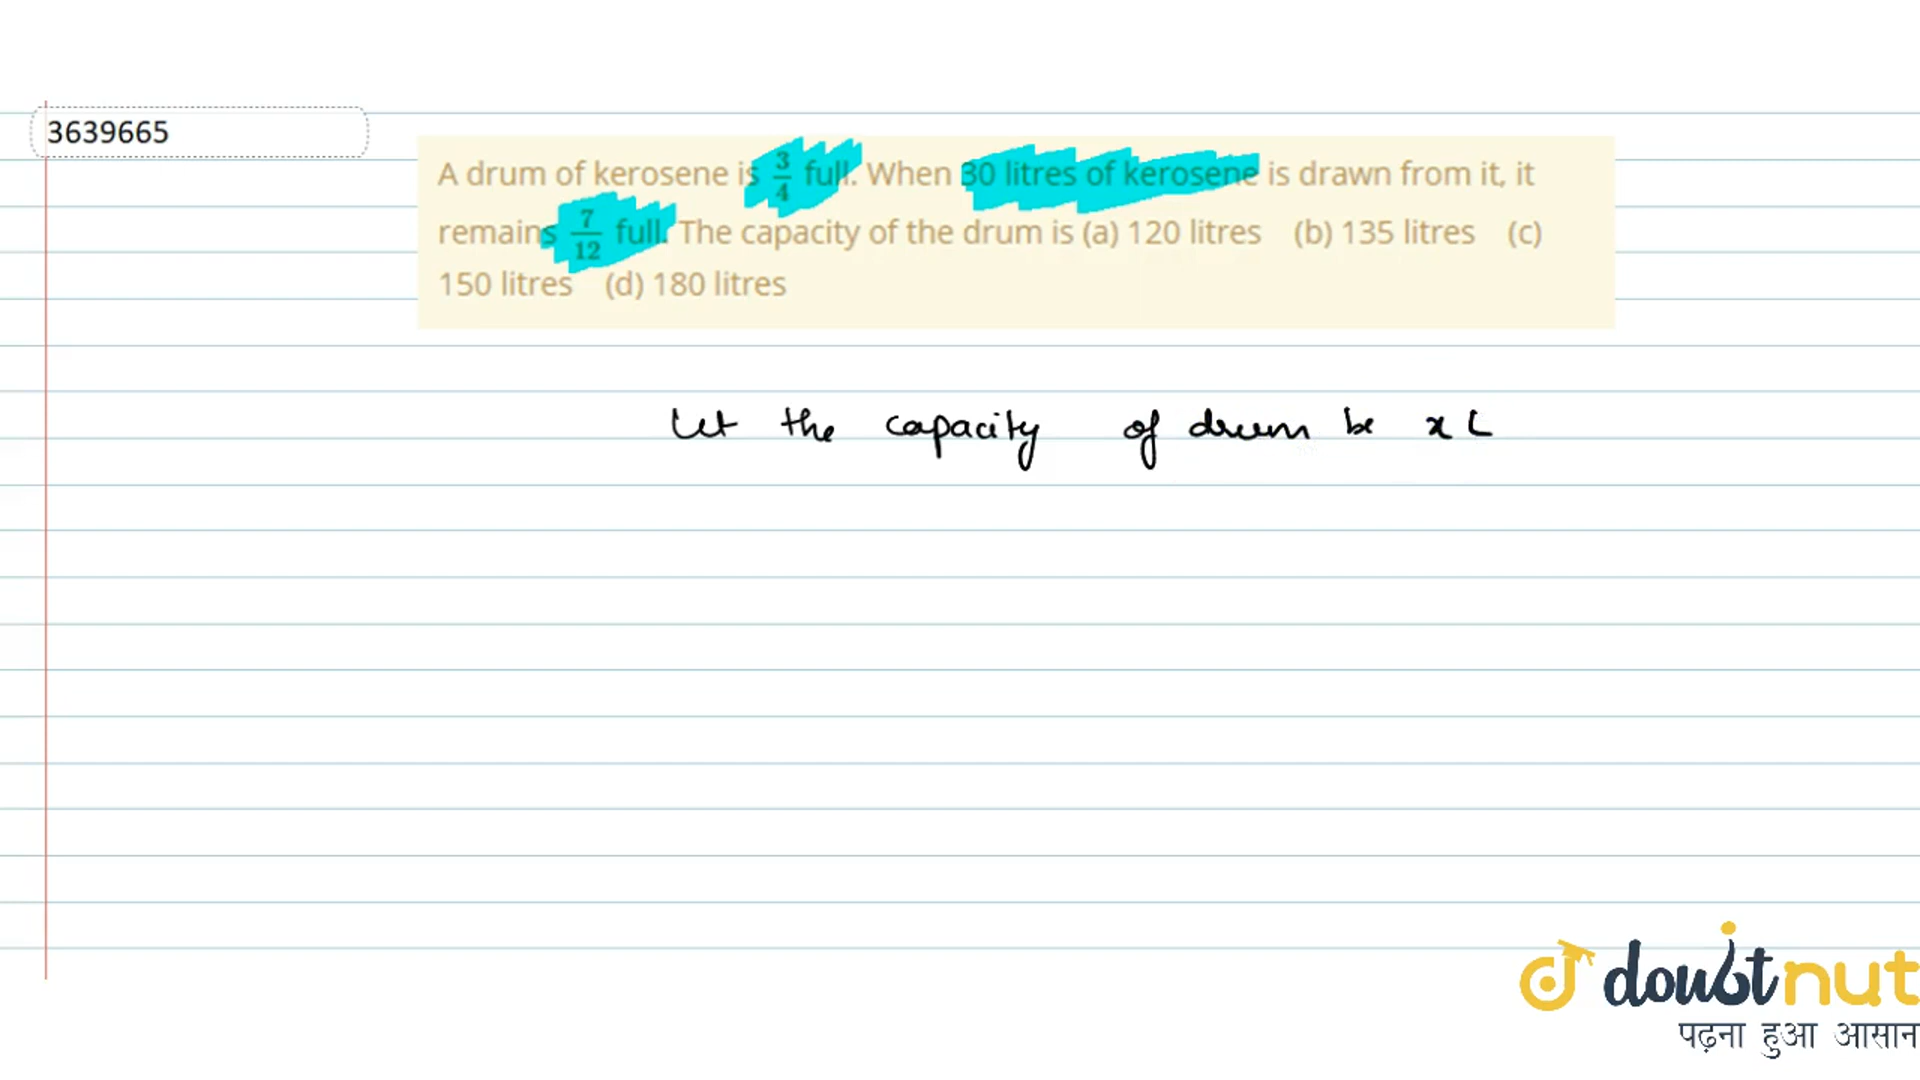 3639665
A drum of kerosene is 3/4 full. When 30 litres of kerosene is drawn from it, it
remains 7/12 full. The capacity of the drum is (a) 120 litres (b) 135 litres (c)
150 litres (d) 180 litres
Let the capacity of drum be x L
doubtnut
पढ़ना हुआ आसान